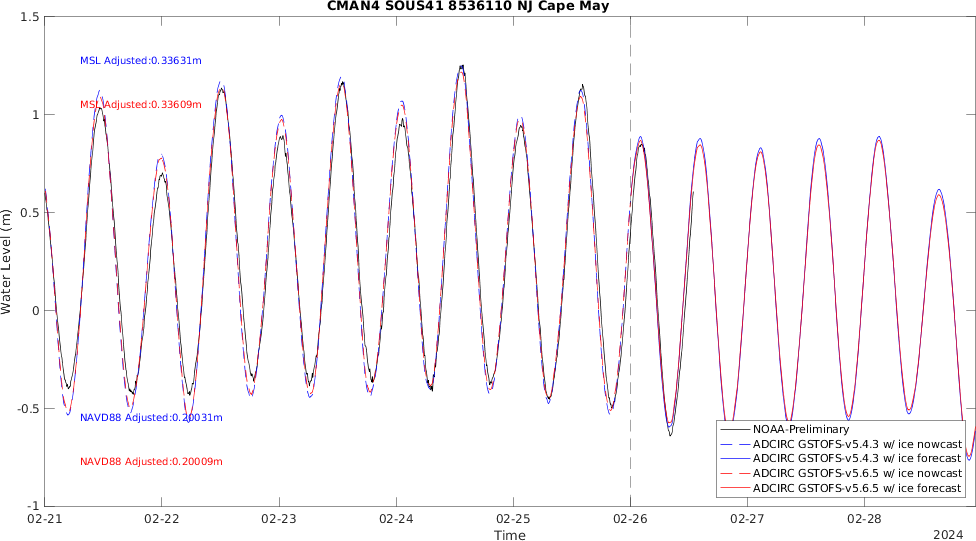 CMAN4 SOUS41 8536110 NJ Cape May
1.5
MSL Adjusted:0.33631m
MSL Adjusted:0.33609m
1
0.5
Water Level (m)
0
-0.5
NAVD88 Adjusted:0.20031m
NAVD88 Adjusted:0.20009m
-1
NOAA-Preliminary
ADCIRC GSTOFS-v5.4.3 w/ ice nowcast
ADCIRC GSTOFS-v5.4.3 w/ ice forecast
ADCIRC GSTOFS-v5.6.5 w/ ice nowcast
ADCIRC GSTOFS-v5.6.5 w/ ice forecast
02-21 02-22 02-23 02-24 02-25 02-26 02-27 02-28
Time
2024